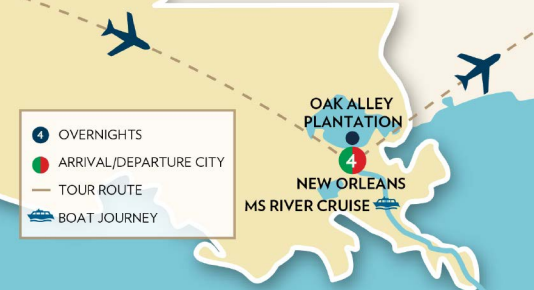 OAK ALLEY
PLANTATION
4
NEW ORLEANS
MS RIVER CRUISE
4 OVERNIGHTS
ARRIVAL/DEPARTURE CITY
TOUR ROUTE
BOAT JOURNEY